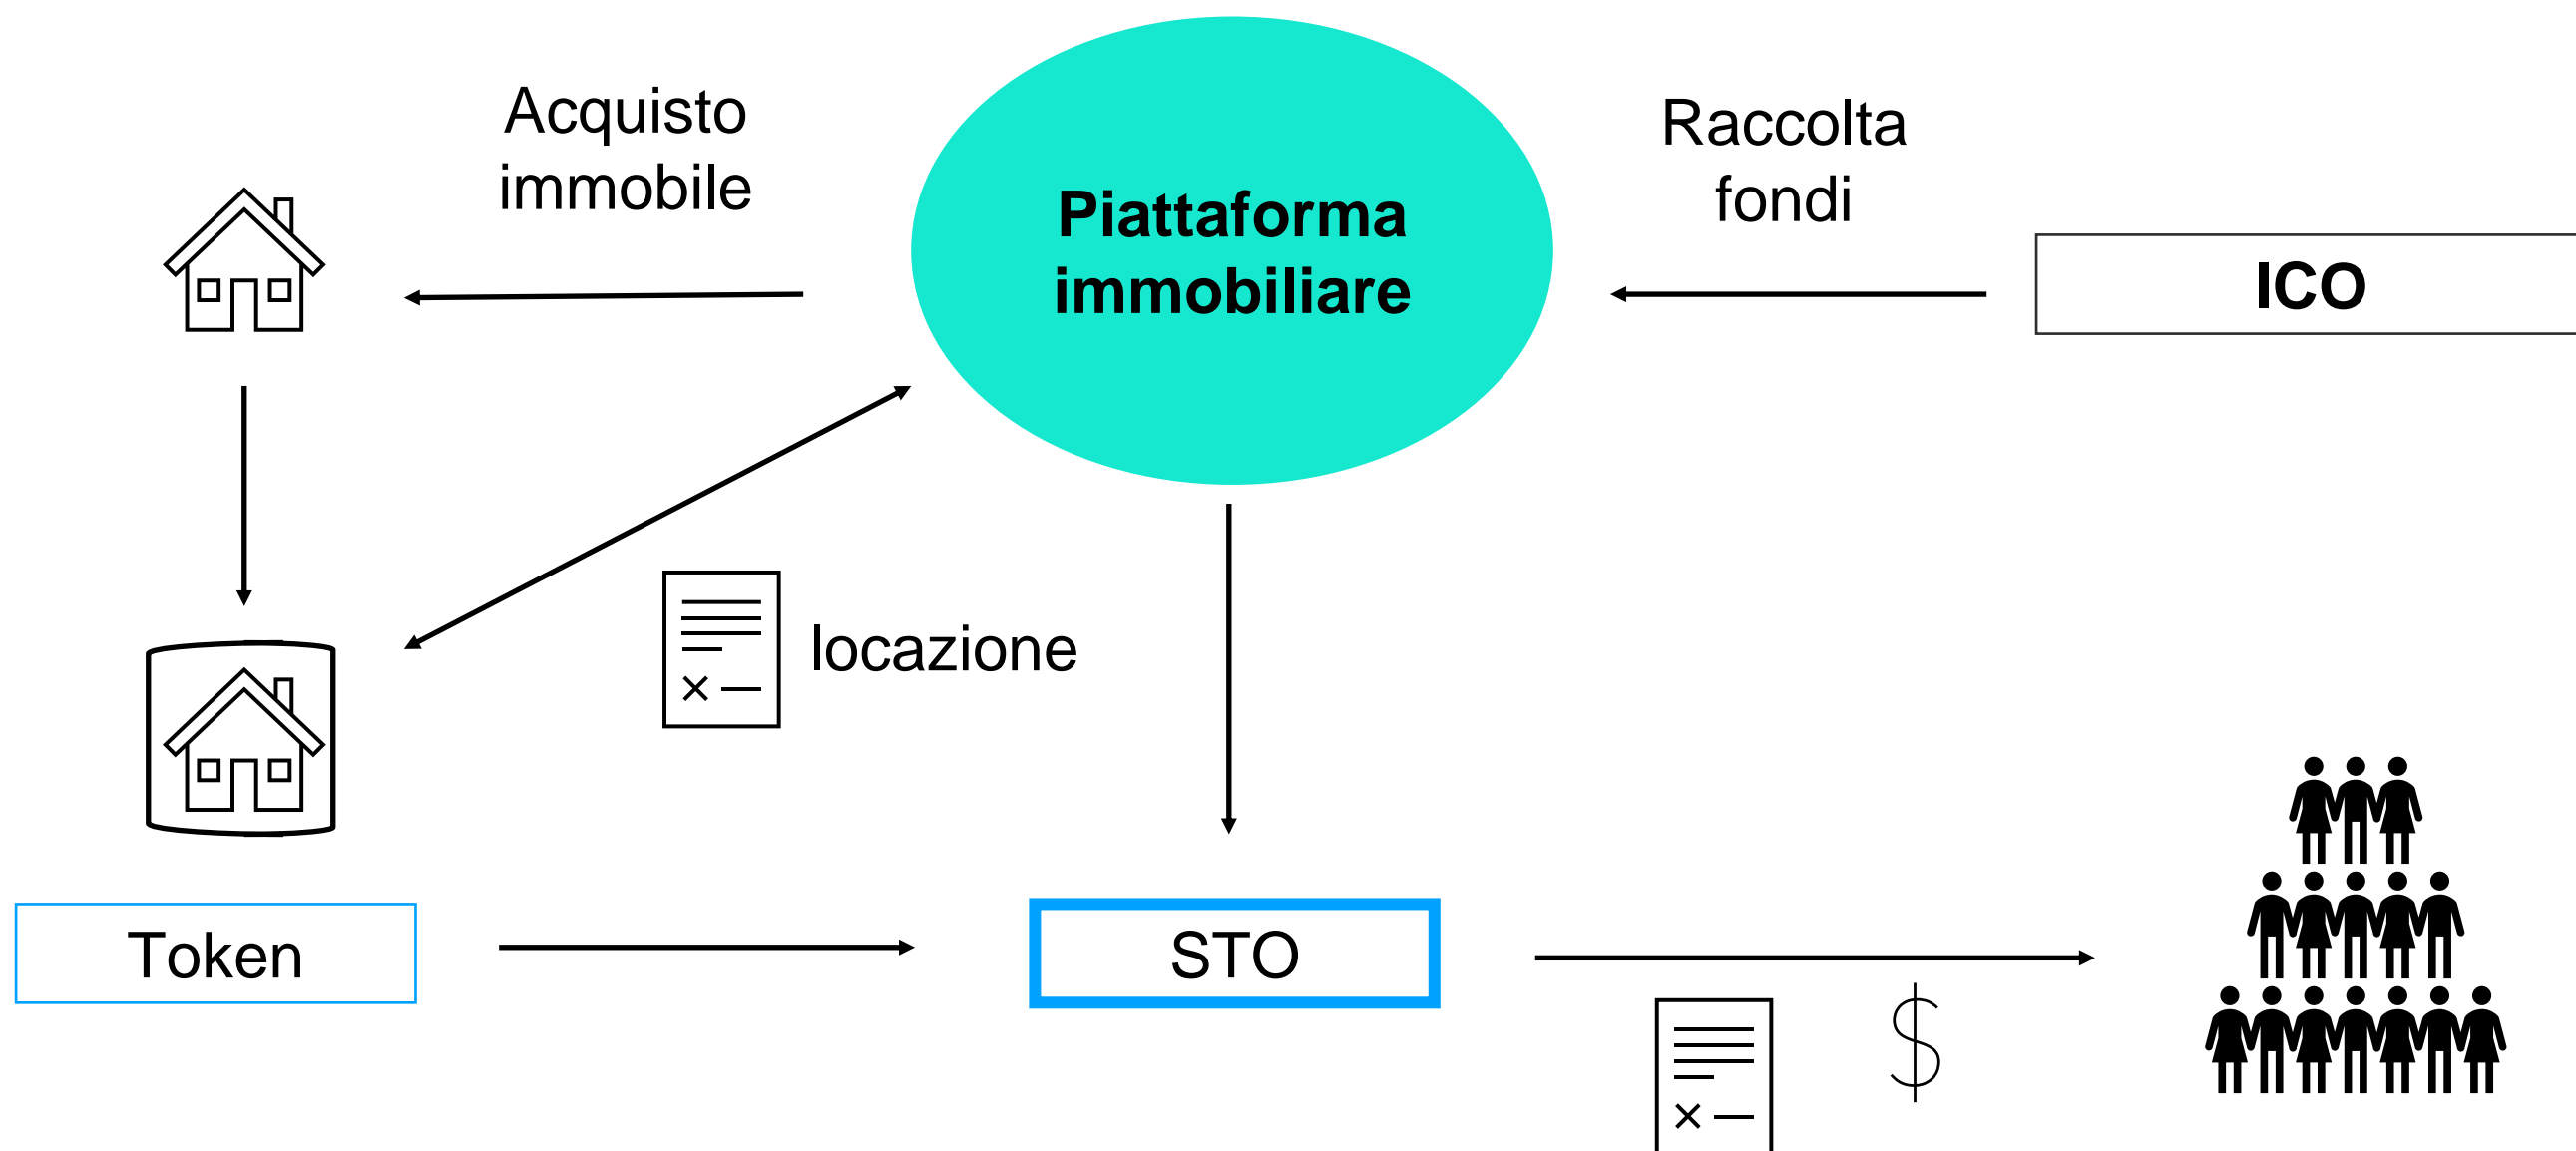 Acquisto
immobile
Piattaforma
immobiliare
Raccolta
fondi
ICO
locazione
Token
STO
$